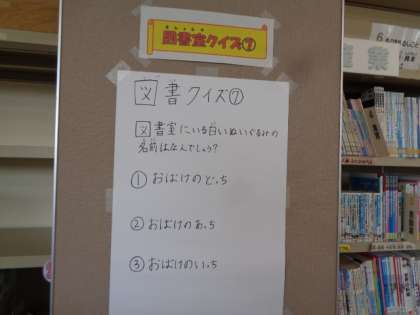 図書室クイズ⑦
図書クイズ⑦
図書室にいる白いぬいぐるみの
名前はなんでしょう?
①おばけのどっち
②おばけのあっち
③おばけのいっち